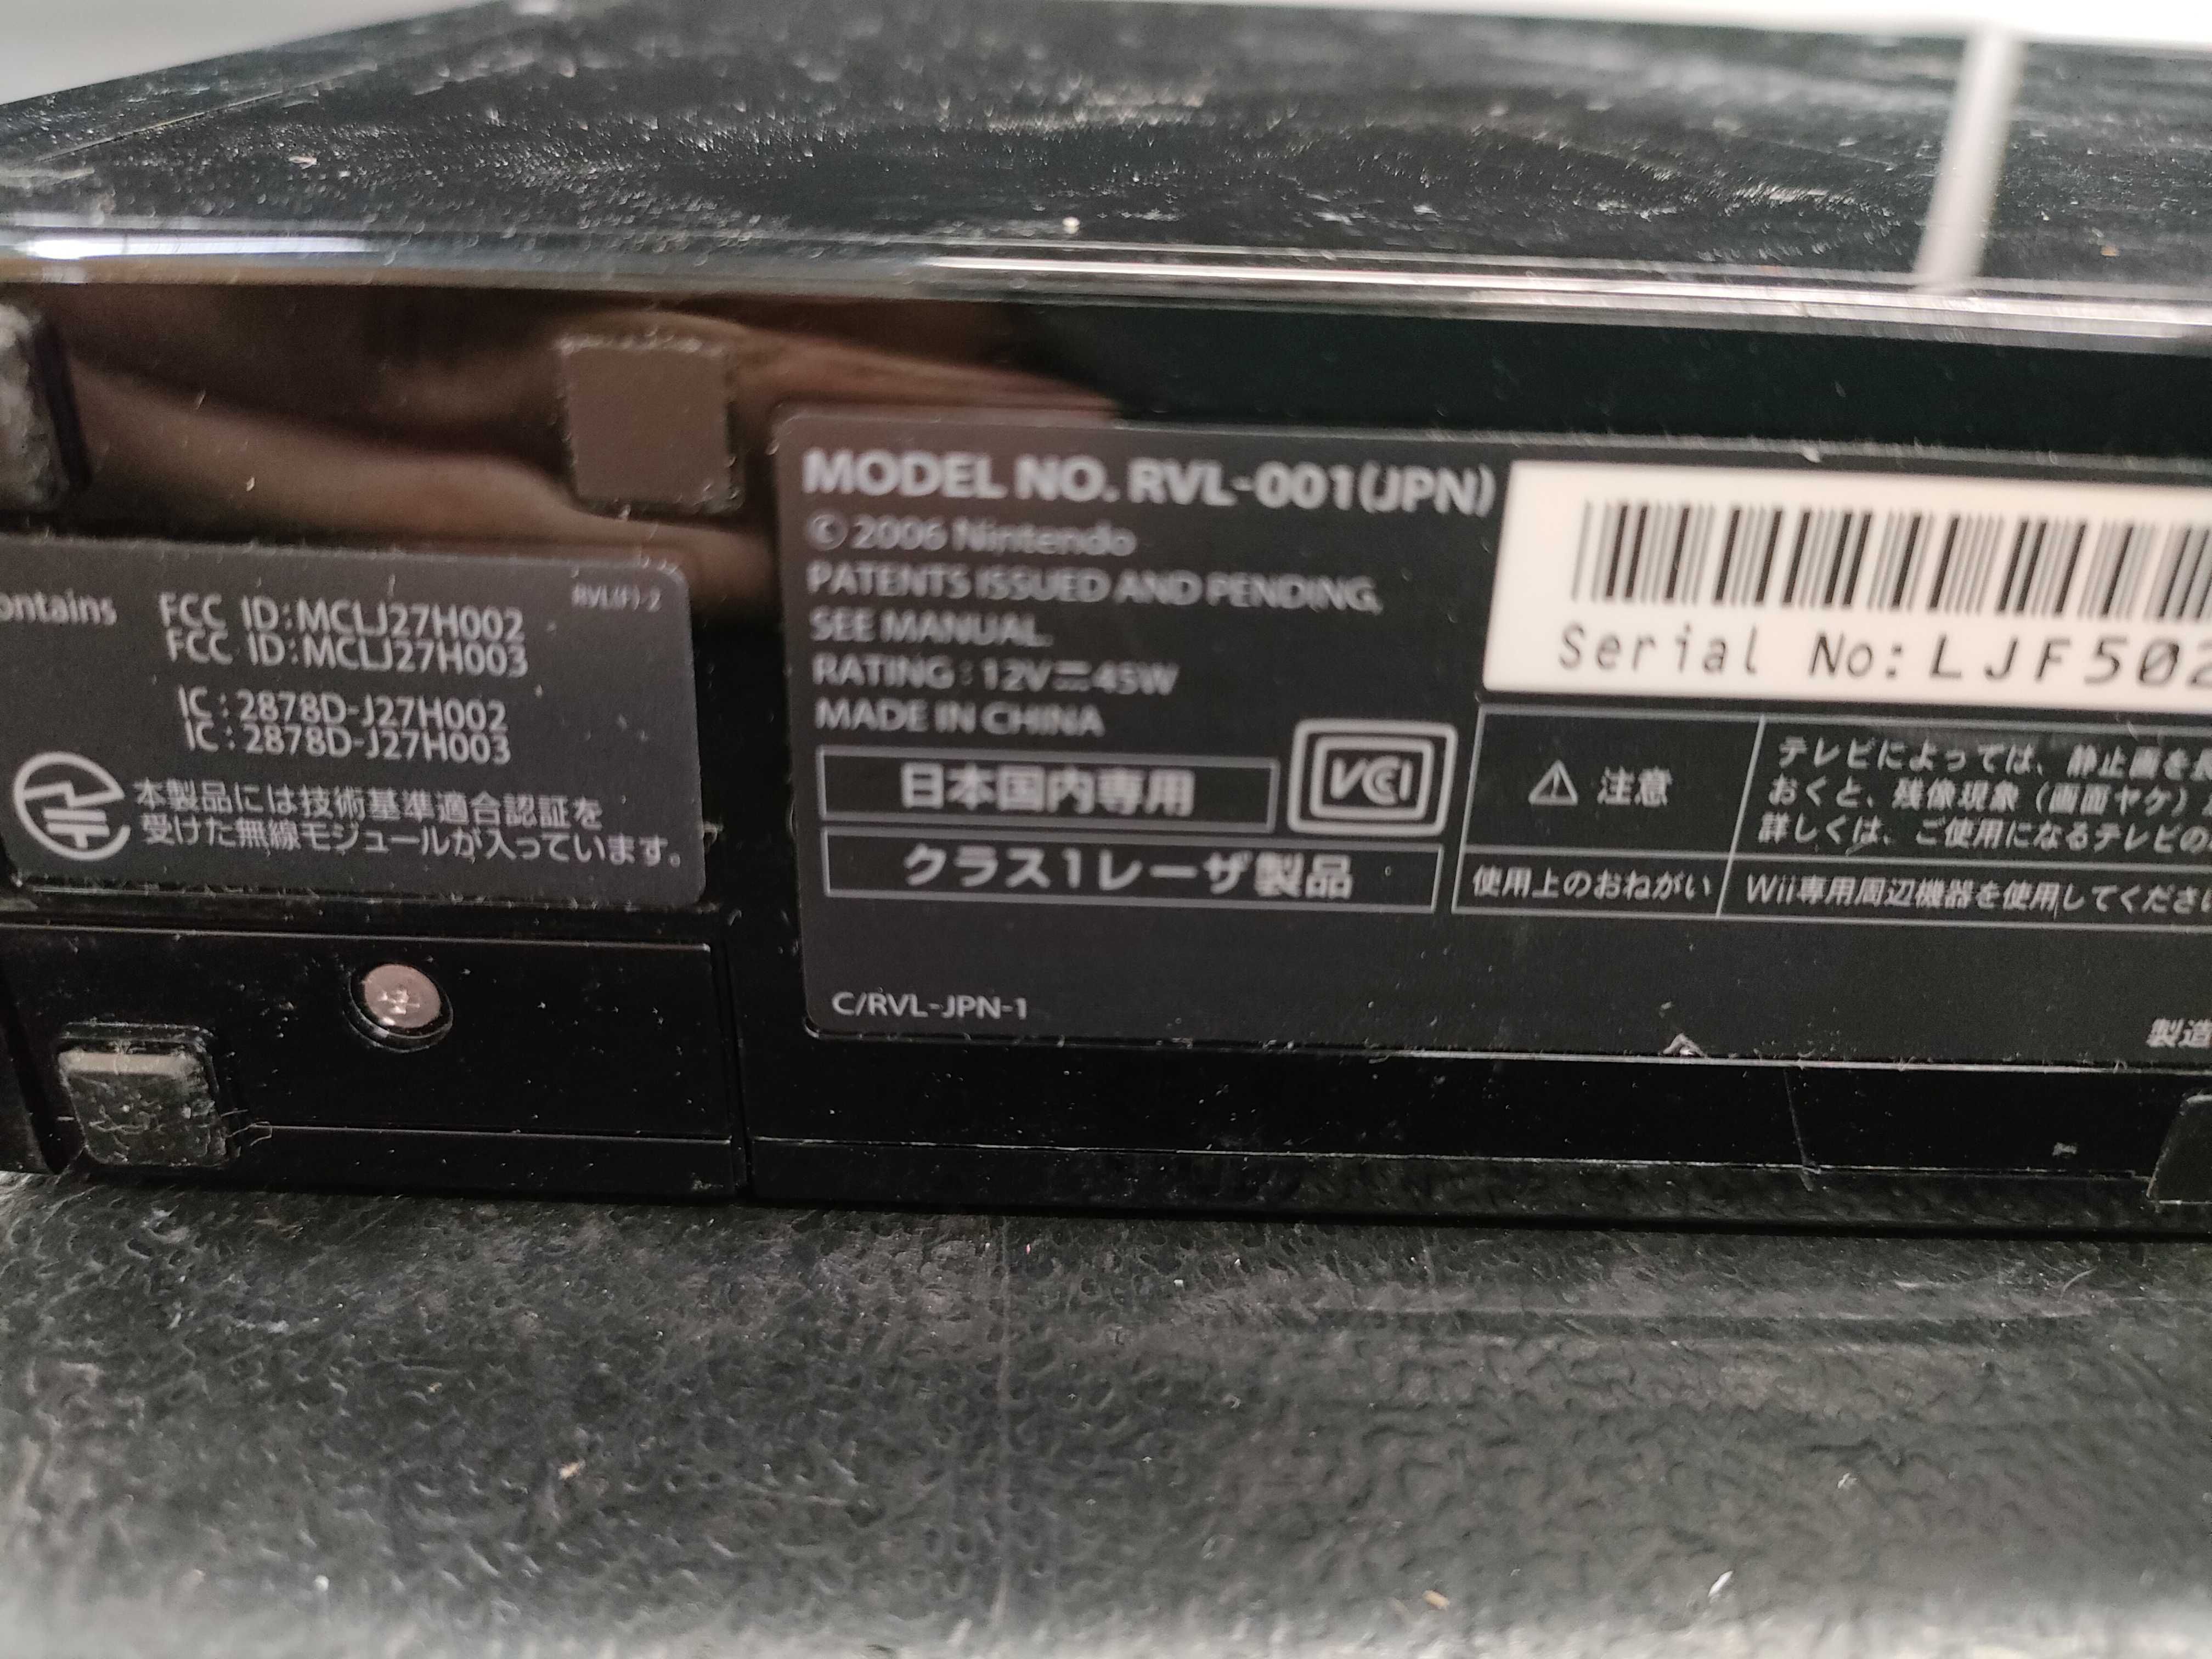 ontains FCC ID:MCLJ27H002
FCC ID:MCLJ27H003
RVL(F)-2
IC:2878D-J27H002
IC:2878D-J27H003
本製品には技術基準適合認証を
受けた無線モジュールが入っています。
MODEL NO. RVL-001(JPN)
© 2006 Nintendo
PATENTS ISSUED AND PENDING,
SEE MANUAL.
RATING : 12V⎓45W
MADE IN CHINA
日本国内専用
VCCI
クラス1レーザ製品
C/RVL-JPN-1
Serial No:LJF502
⚠ 注意
テレビによっては、静止画を長
おくと、残像現象（画面ヤケ）
詳しくは、ご使用になるテレビの
使用上のおねがい
Wii専用周辺機器を使用してくださ
製造